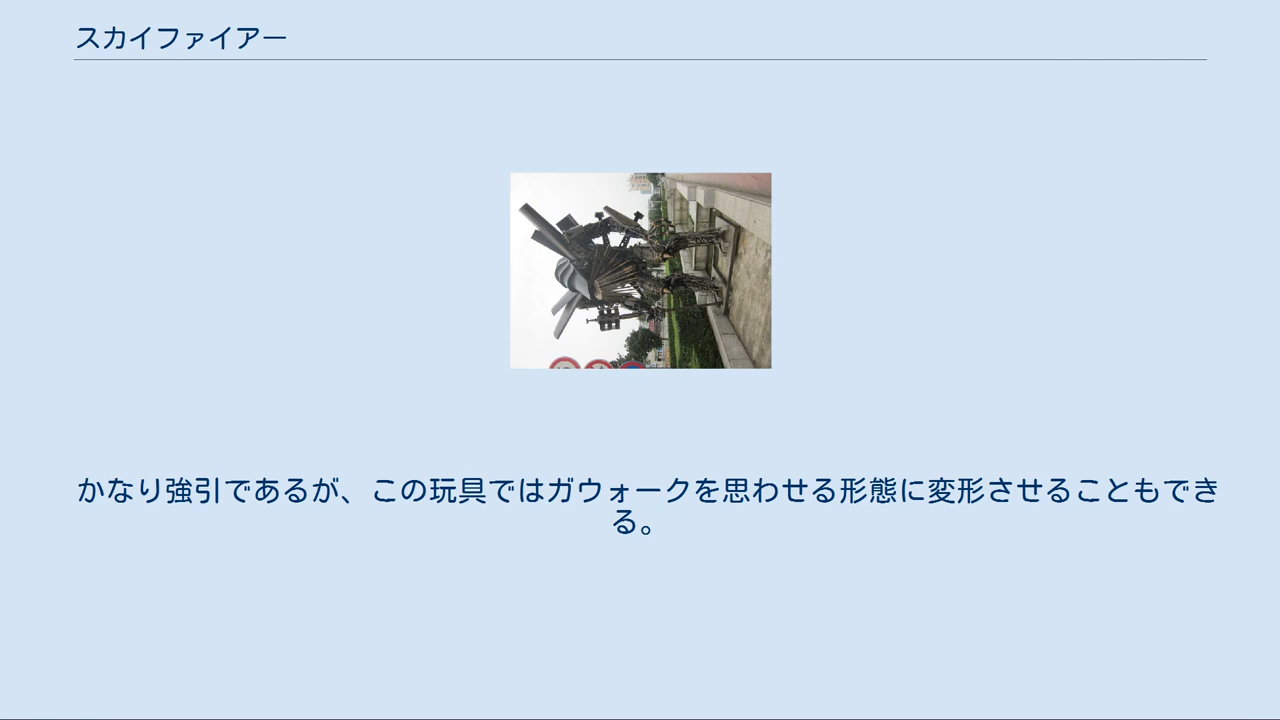 スカイファイアー
かなり強引であるが、この玩具ではガウォークを思わせる形態に変形させることもでき
る。